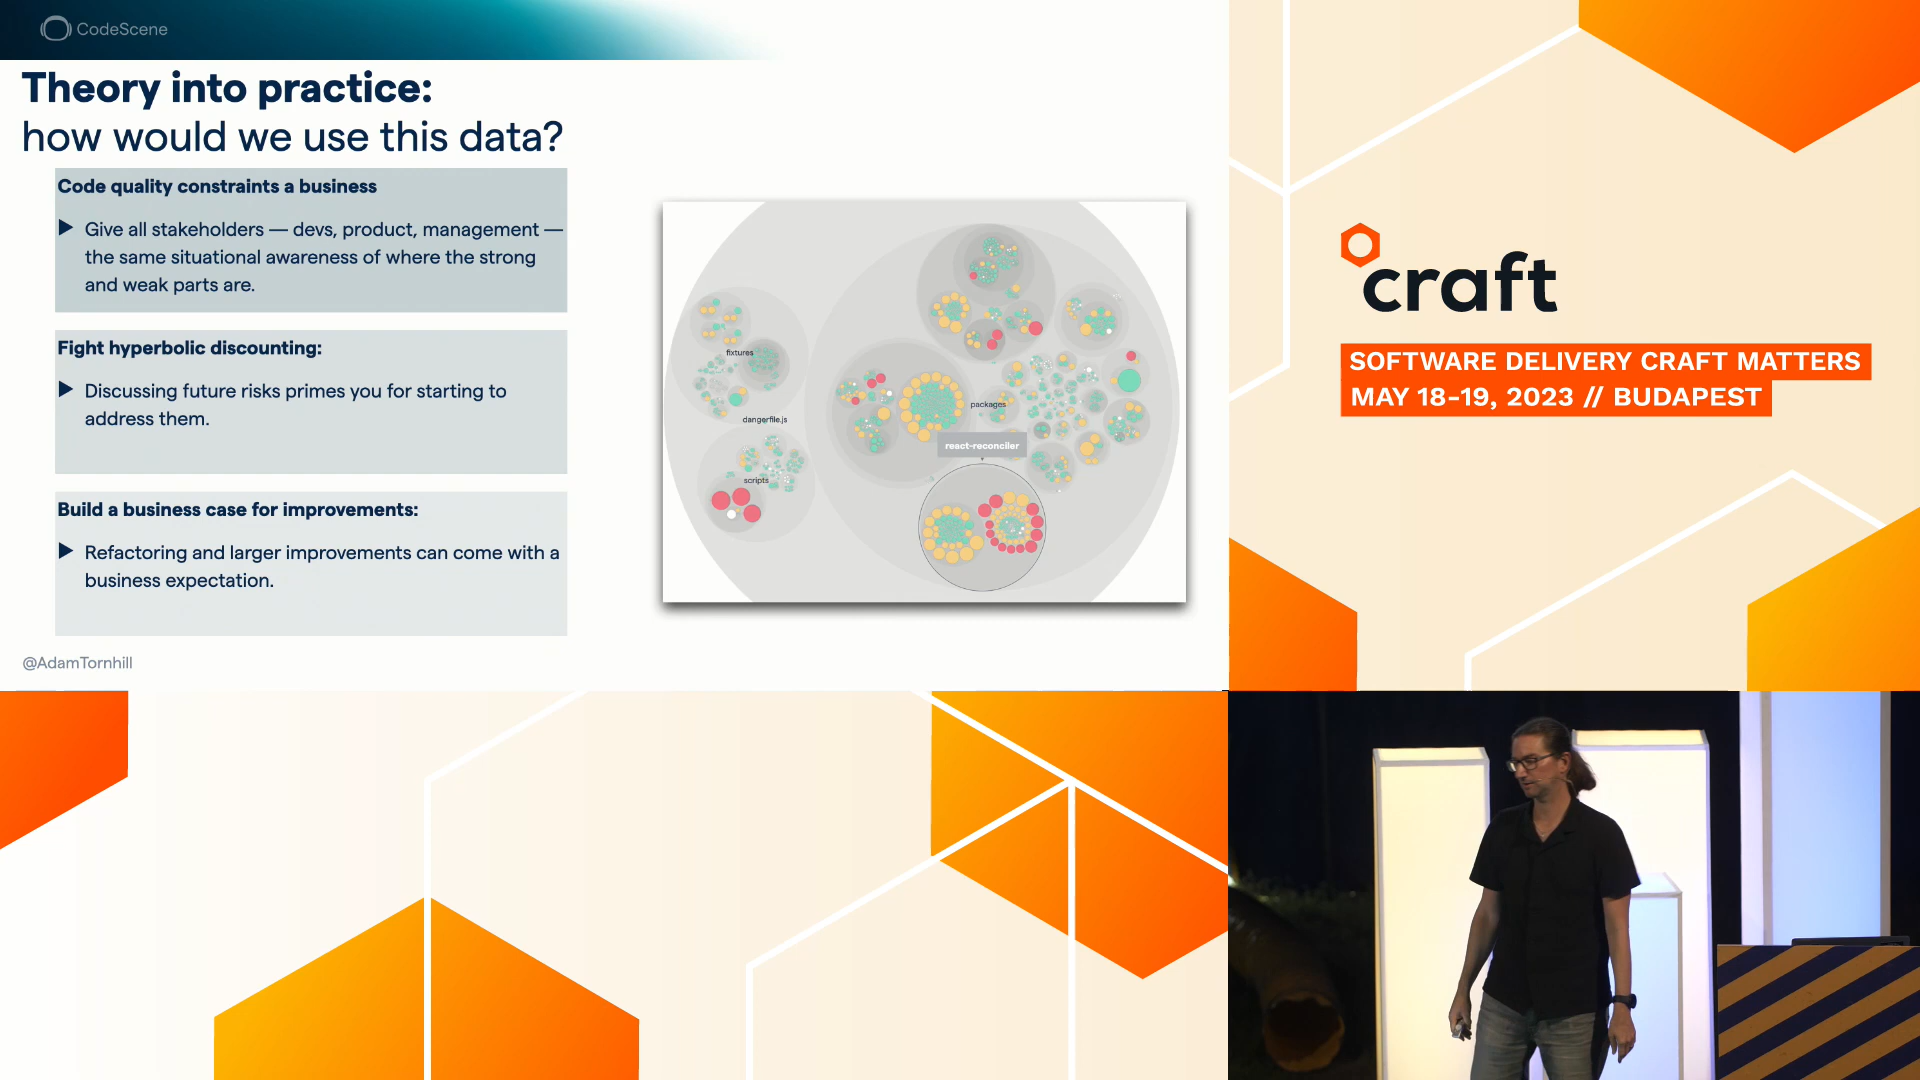 CodeScene
Theory into practice:
how would we use this data?
Code quality constraints a business
Give all stakeholders — devs, product, management —
the same situational awareness of where the strong
and weak parts are.
Fight hyperbolic discounting:
Discussing future risks primes you for starting to
address them.
Build a business case for improvements:
Refactoring and larger improvements can come with a
business expectation.
@AdamTornhill
fixtures
dangerfile.js
scripts
packages
react-reconciler
craft
SOFTWARE DELIVERY CRAFT MATTERS
MAY 18-19, 2023 // BUDAPEST